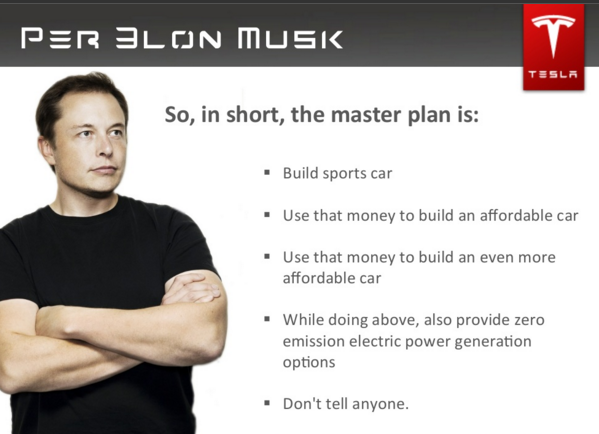 PER ELON MUSK
TESLA
So, in short, the master plan is:
▪ Build sports car
▪ Use that money to build an affordable car
▪ Use that money to build an even more
affordable car
▪ While doing above, also provide zero
emission electric power generation
options
▪ Don't tell anyone.